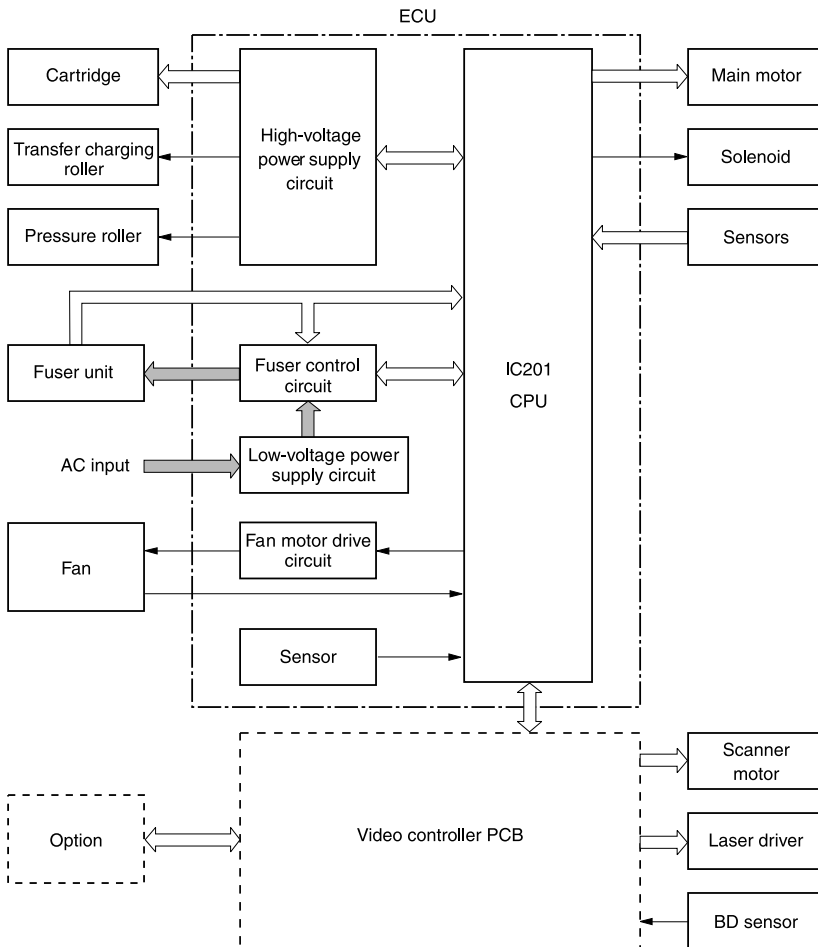 ECU
Cartridge
High-voltage
power supply
circuit
Main motor
Transfer charging
roller
Solenoid
Pressure roller
Sensors
Fuser unit
Fuser control
circuit
IC201
CPU
AC input
Low-voltage power
supply circuit
Fan
Fan motor drive
circuit
Sensor
Scanner
motor
Option
Video controller PCB
Laser driver
BD sensor